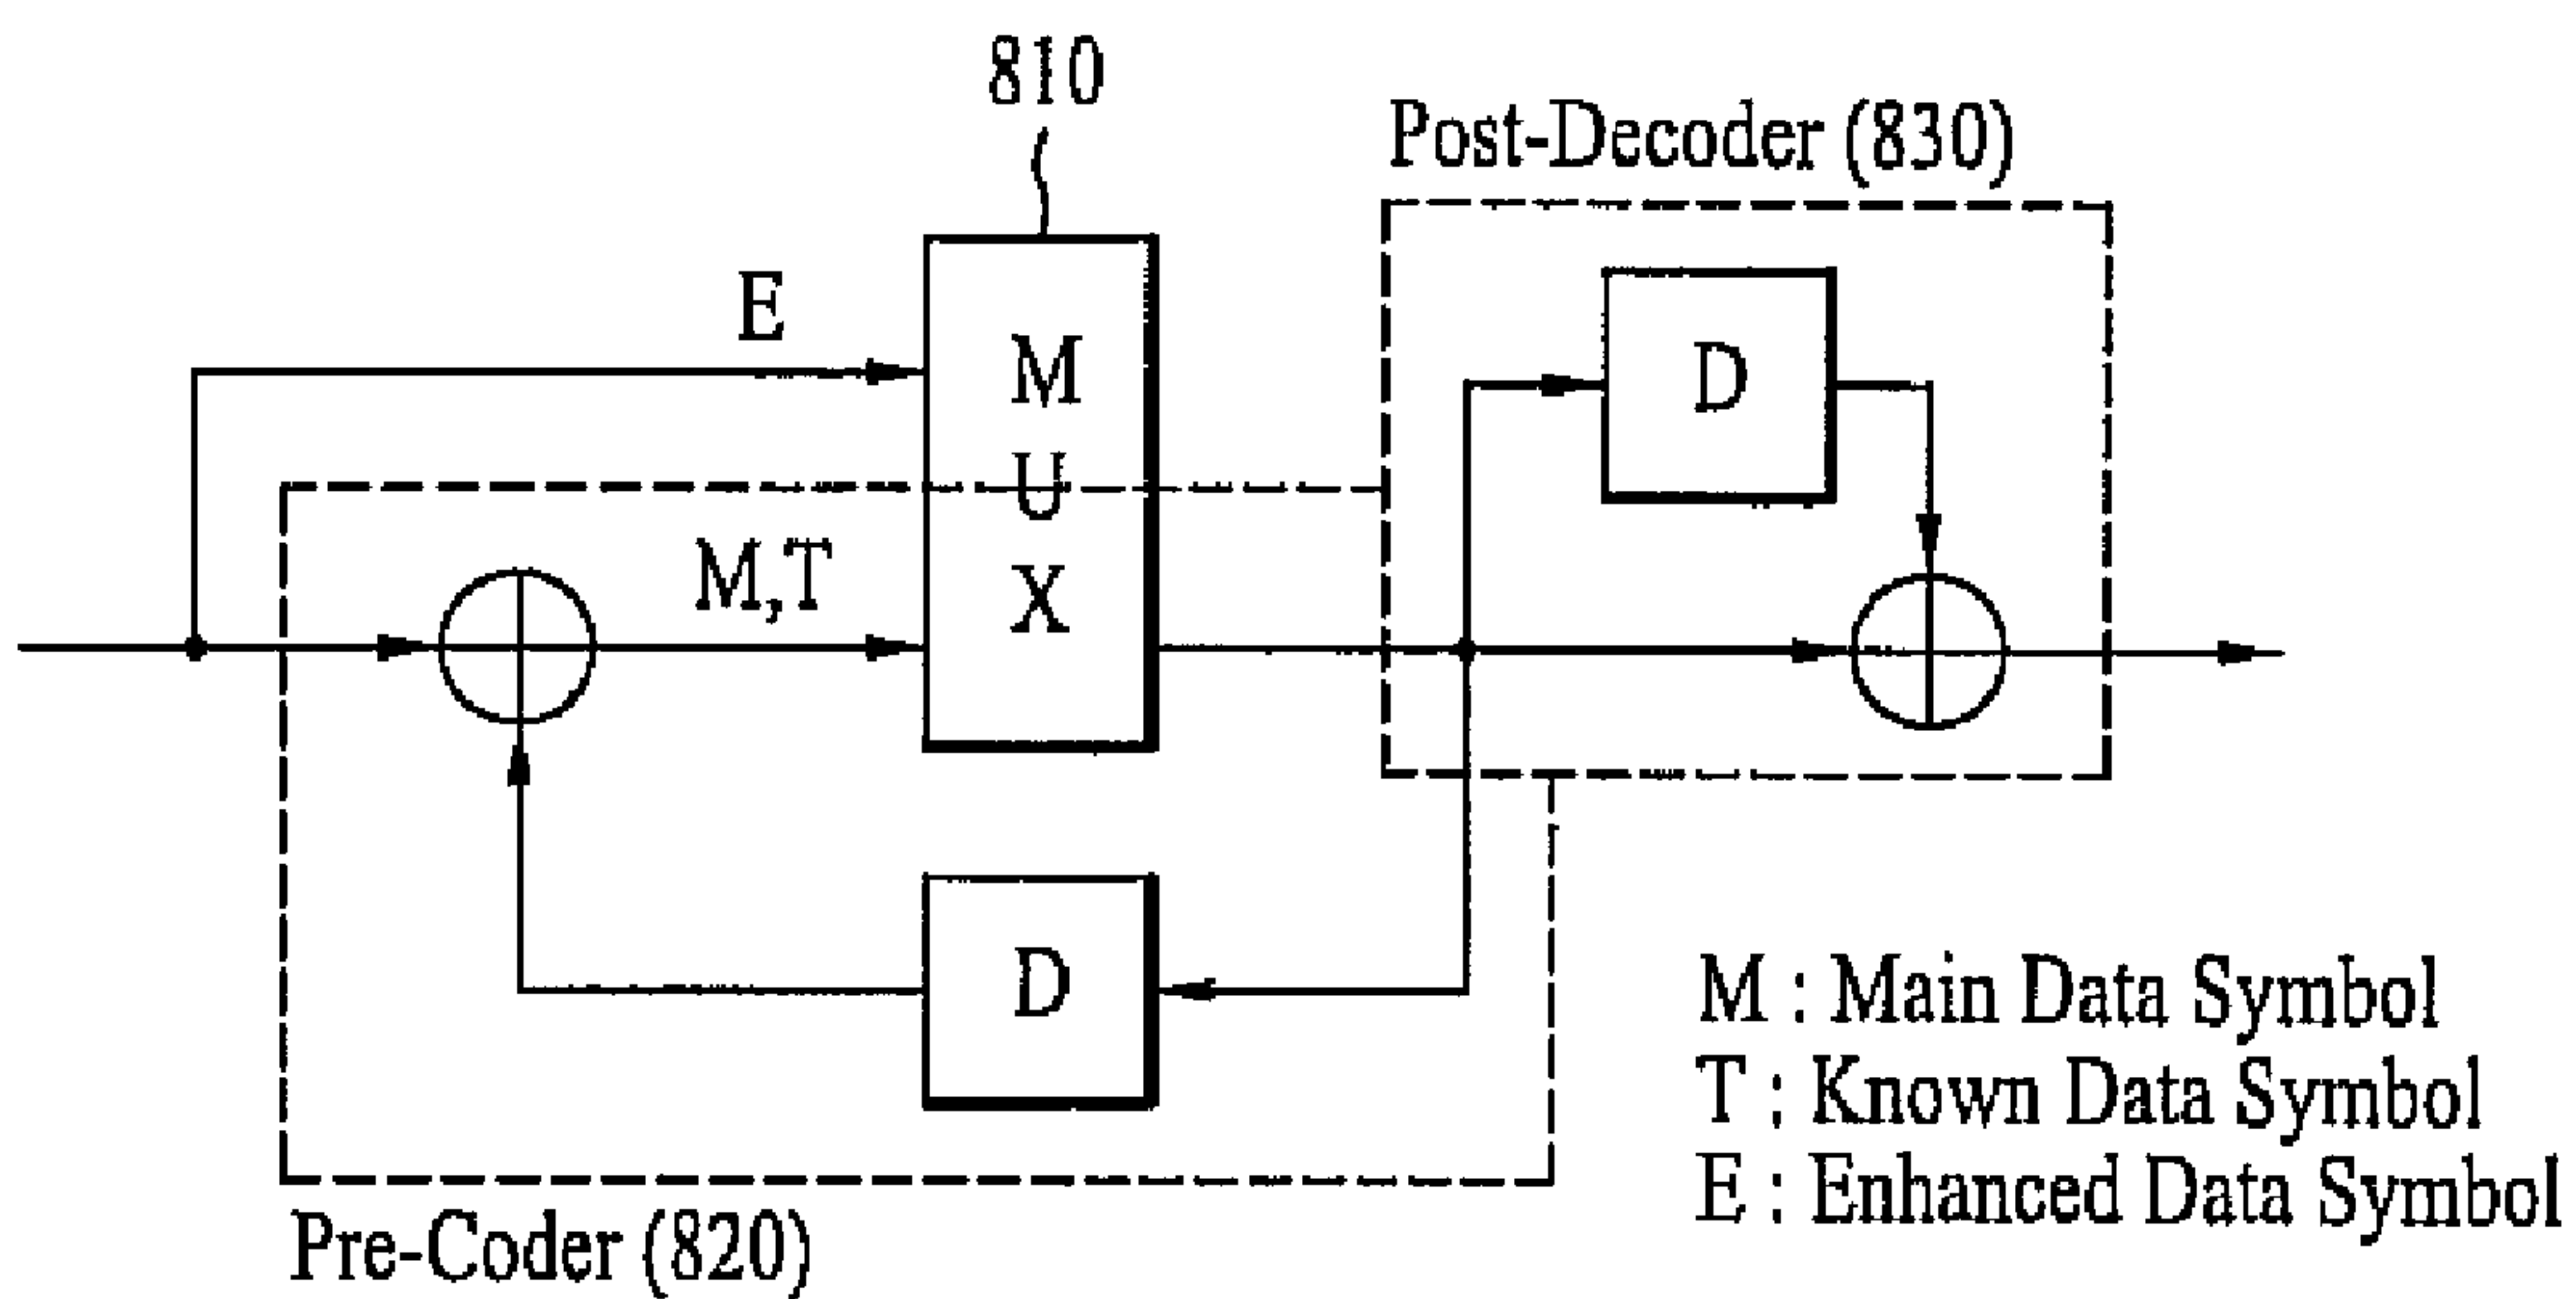 810
Post-Decoder (830)
E
M
U
X
D
M,T
D
M : Main Data Symbol
T : Known Data Symbol
E : Enhanced Data Symbol
Pre-Coder (820)